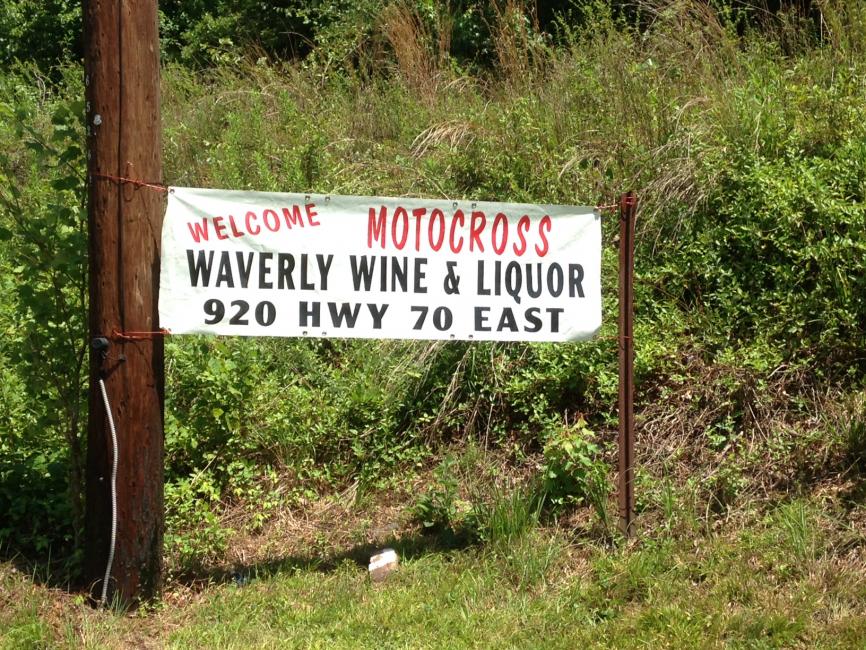 WELCOME MOTOCROSS
WAVERLY WINE & LIQUOR
920 HWY 70 EAST